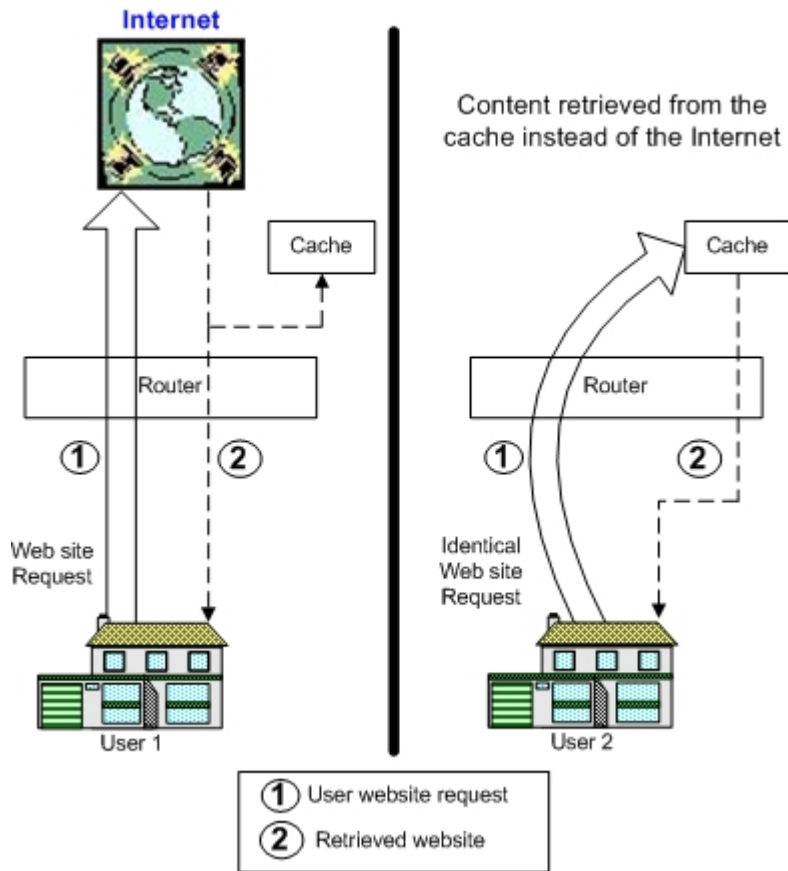 Internet
Cache
Router
1
2
Web site
Request
User 1
Content retrieved from the
cache instead of the Internet
Cache
Router
1
2
Identical
Web site
Request
User 2
1 User website request
2 Retrieved website